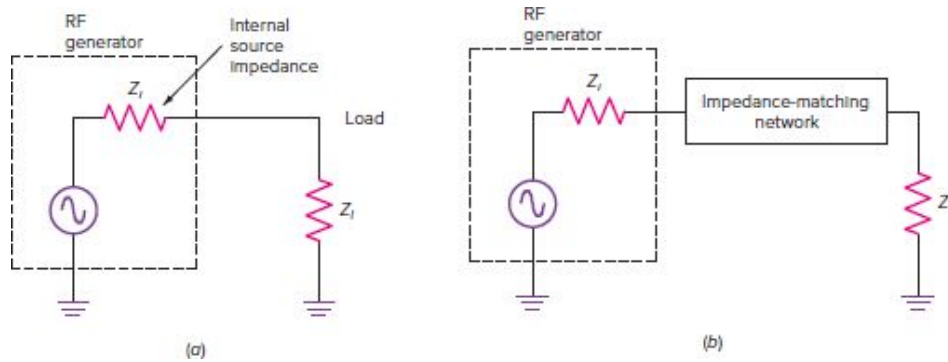 RF
generator
Internal
source
impedance
Zᵢ
Load
Zₗ
(a)
RF
generator
Zᵢ
Impedance-matching
network
Z
(b)